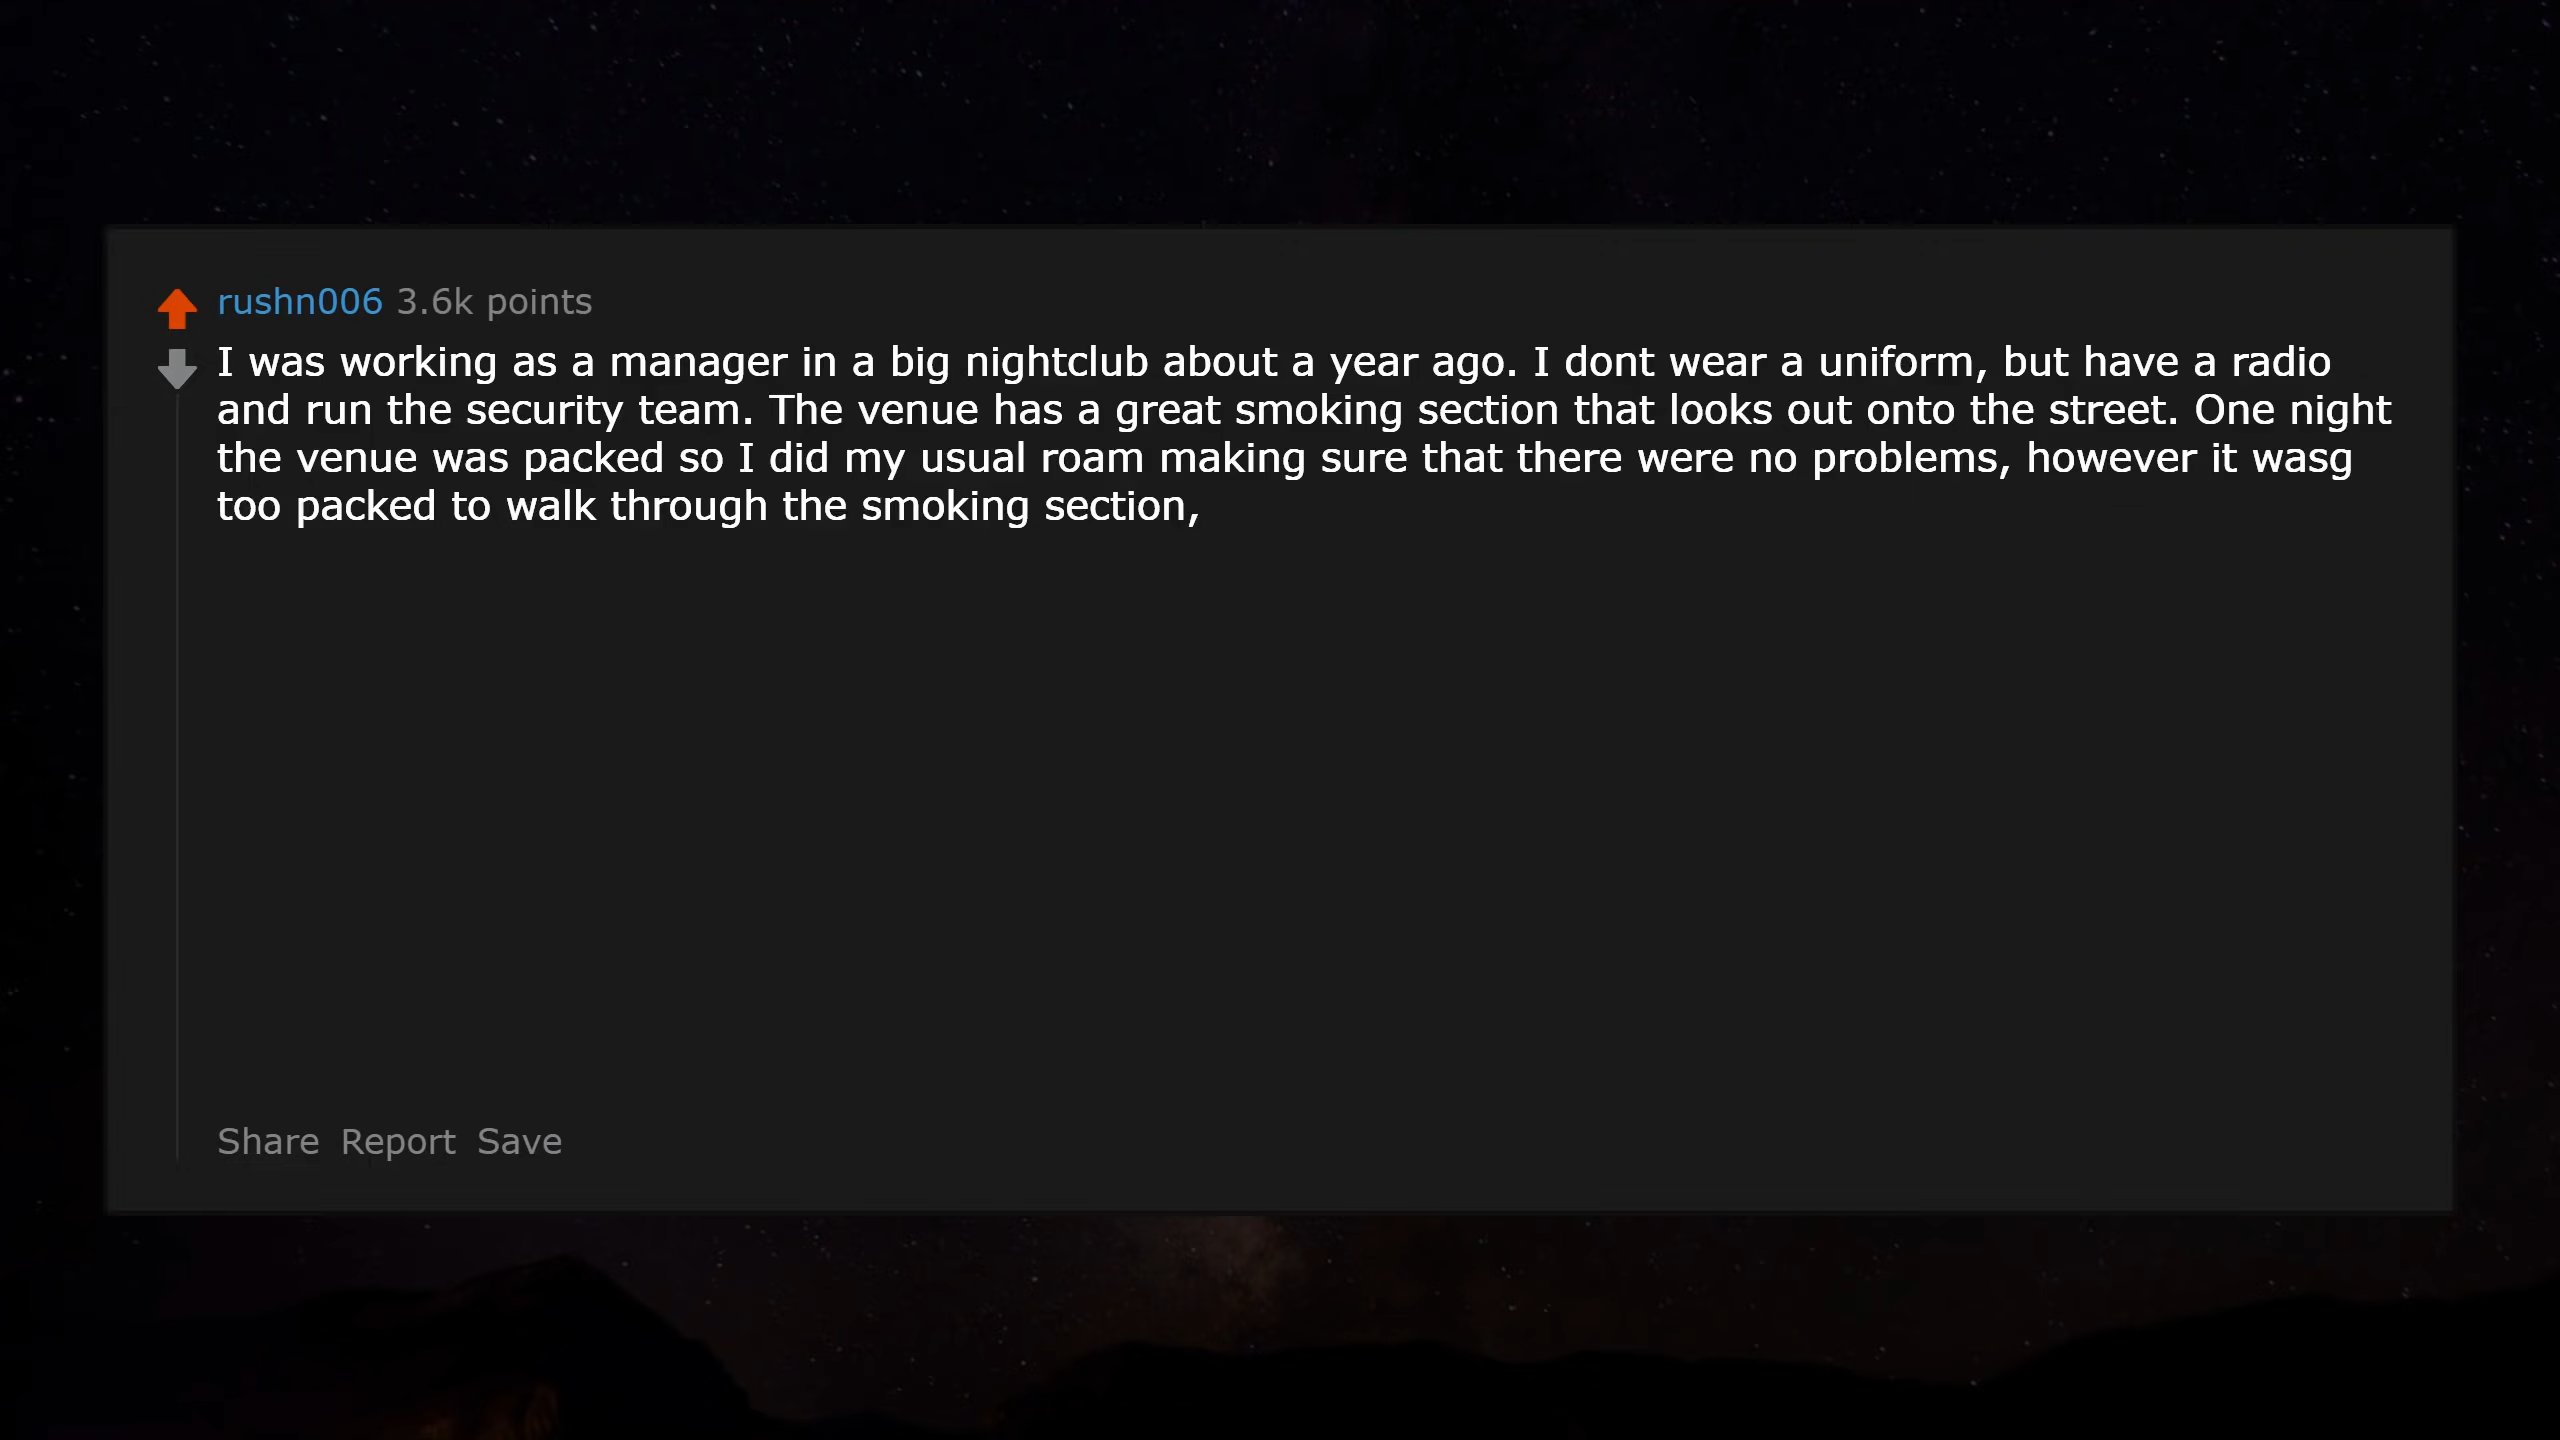 rushn006 3.6k points
I was working as a manager in a big nightclub about a year ago. I dont wear a uniform, but have a radio
and run the security team. The venue has a great smoking section that looks out onto the street. One night
the venue was packed so I did my usual roam making sure that there were no problems, however it wasg
too packed to walk through the smoking section,
Share Report Save